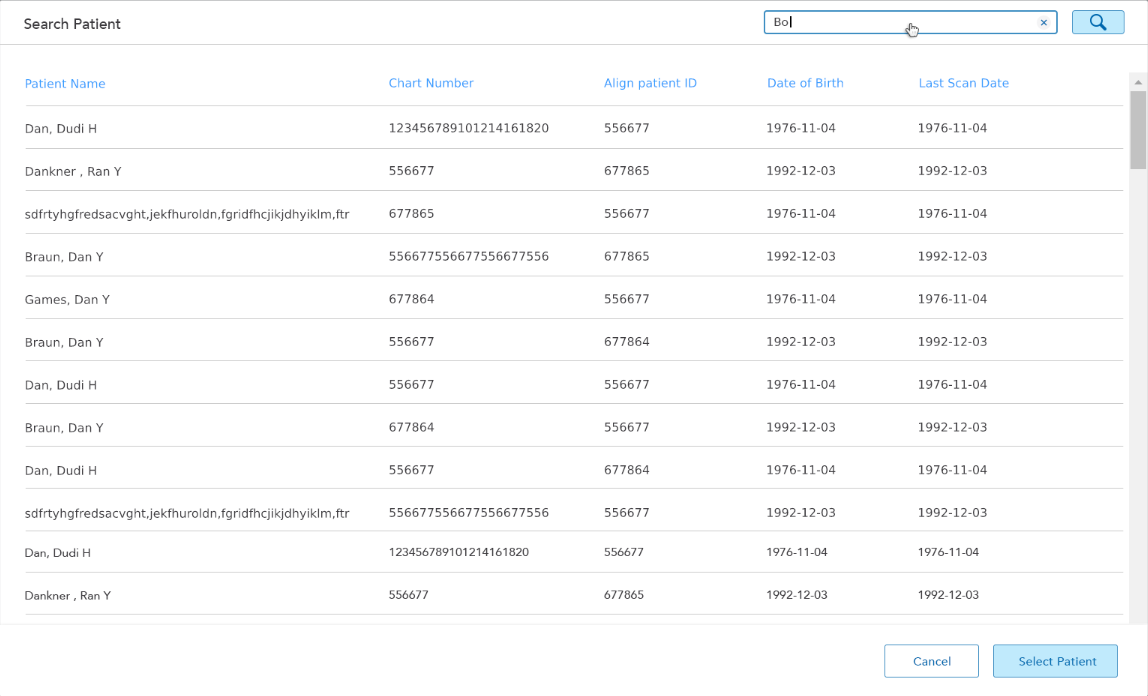 Search Patient Bo ×
Patient Name Chart Number Align patient ID Date of Birth Last Scan Date
Dan, Dudi H 123456789101214161820 556677 1976-11-04 1976-11-04
Dankner , Ran Y 556677 677865 1992-12-03 1992-12-03
sdfrtyhgfredsacvght,jekfhuroldn,fgridfhcjikjdhyiklm,ftr 677865 556677 1976-11-04 1976-11-04
Braun, Dan Y 556677556677556677556 677865 1992-12-03 1992-12-03
Games, Dan Y 677864 556677 1976-11-04 1976-11-04
Braun, Dan Y 556677 677864 1992-12-03 1992-12-03
Dan, Dudi H 556677 556677 1976-11-04 1976-11-04
Braun, Dan Y 677864 556677 1992-12-03 1992-12-03
Dan, Dudi H 556677 677864 1976-11-04 1976-11-04
sdfrtyhgfredsacvght,jekfhuroldn,fgridfhcjikjdhyiklm,ftr 556677556677556677556 556677 1992-12-03 1992-12-03
Dan, Dudi H 123456789101214161820 556677 1976-11-04 1976-11-04
Dankner , Ran Y 556677 677865 1992-12-03 1992-12-03
Cancel Select Patient